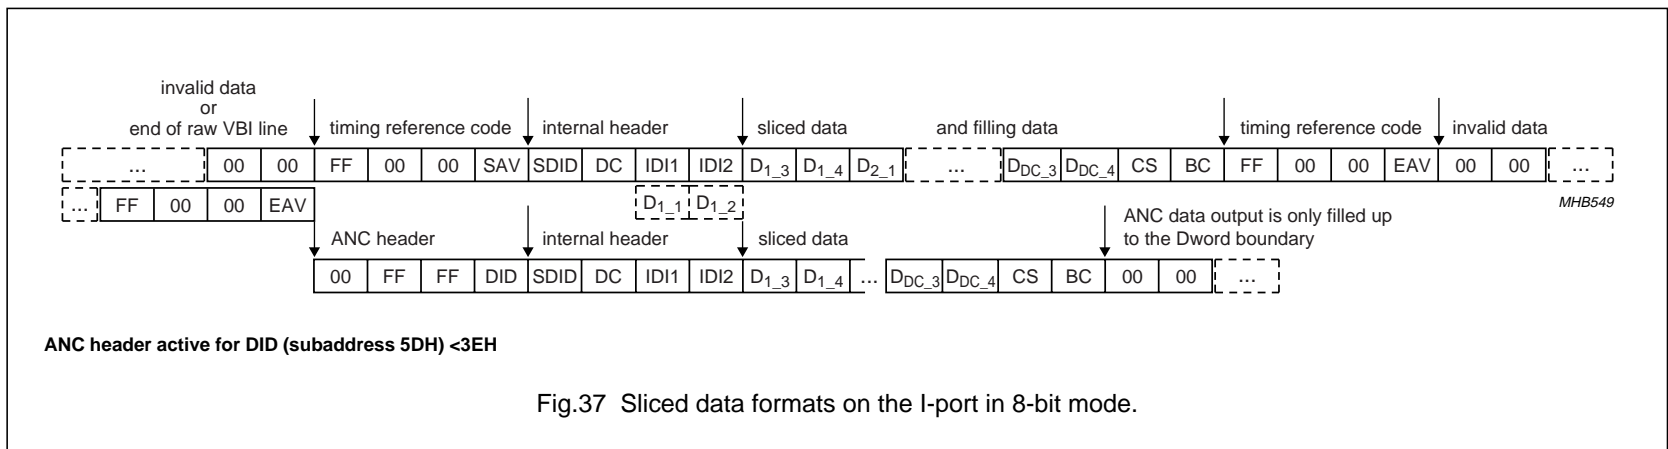 invalid data
or
end of raw VBI line
timing reference code internal header sliced data and filling data timing reference code invalid data
... 00 00 FF 00 00 SAV SDID DC IDI1 IDI2 D1_3 D1_4 D2_1 ... DDC_3 DDC_4 CS BC FF 00 00 EAV 00 00 ...
... FF 00 00 EAV D1_1 D1_2 MHB549
ANC header internal header sliced data ANC data output is only filled up
to the Dword boundary
00 FF FF DID SDID DC IDI1 IDI2 D1_3 D1_4 ... DDC_3 DDC_4 CS BC 00 00 ...
ANC header active for DID (subaddress 5DH) <3EH
Fig.37 Sliced data formats on the I-port in 8-bit mode.